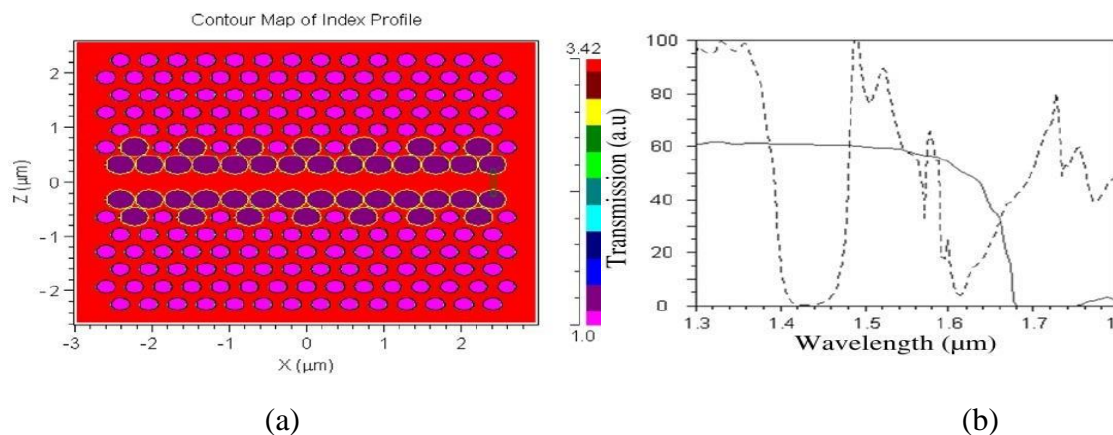 Contour Map of Index Profile
Z (µm)
2
1
0
-1
-2
-3 -2 -1 0 1 2
X (µm)
3.42
1.0
(a)
Transmission (a.u)
100
80
60
40
20
0
1.3 1.4 1.5 1.6 1.7 1
Wavelength (µm)
(b)